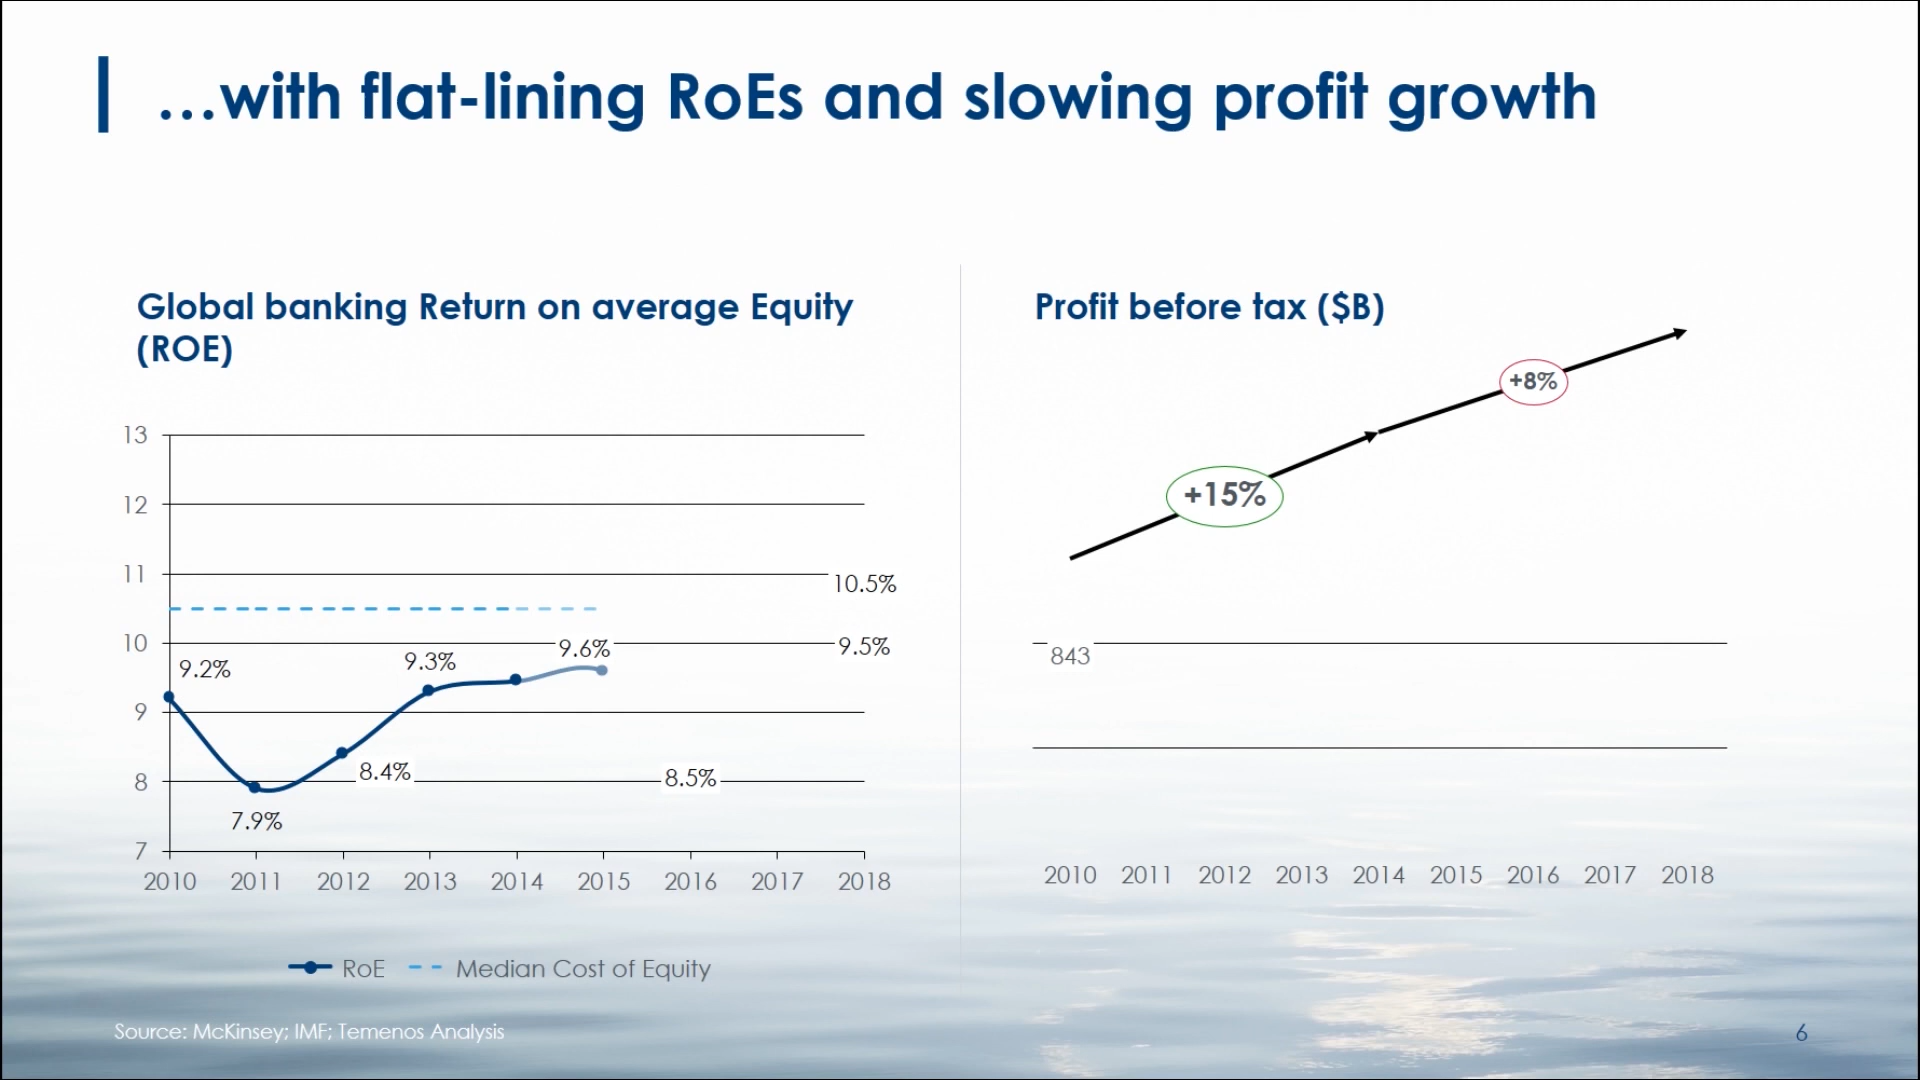 …with flat-lining RoEs and slowing profit growth
Global banking Return on average Equity
(ROE)
13
12
11
10
9
8
7
10.5%
9.6%
9.5%
9.2%
9.3%
8.4%
8.5%
7.9%
2010 2011 2012 2013 2014 2015 2016 2017 2018
RoE Median Cost of Equity
Profit before tax ($B)
+8%
+15%
843
2010 2011 2012 2013 2014 2015 2016 2017 2018
Source: McKinsey; IMF; Temenos Analysis
6